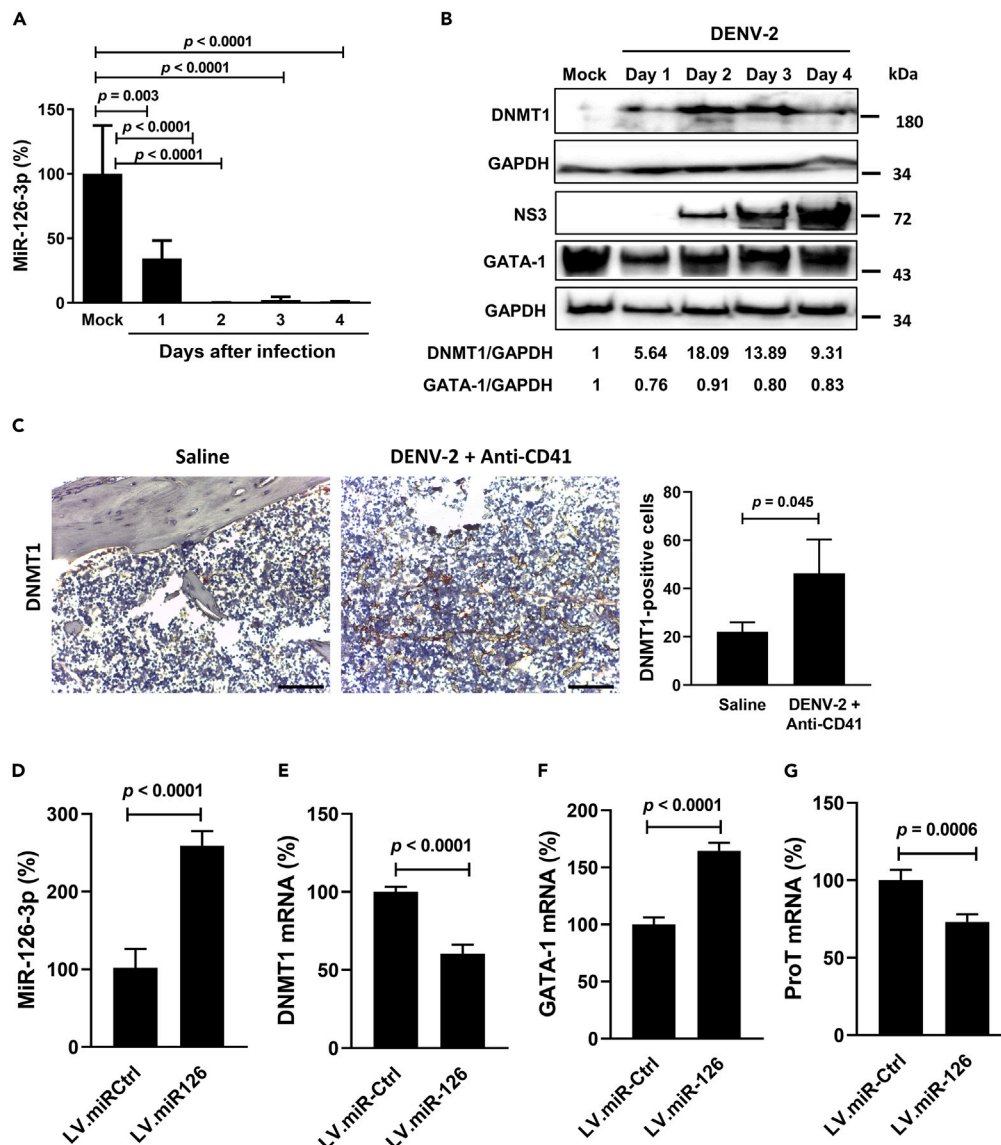 A
p < 0.0001
p < 0.0001
p = 0.003
p < 0.0001
p < 0.0001
MiR-126-3p (%)
150
100
50
0
Mock 1 2 3 4
Days after infection
B
DENV-2
Mock Day 1 Day 2 Day 3 Day 4 kDa
DNMT1 180
GAPDH 34
NS3 72
GATA-1 43
GAPDH 34
DNMT1/GAPDH 1 5.64 18.09 13.89 9.31
GATA-1/GAPDH 1 0.76 0.91 0.80 0.83
C
Saline DENV-2 + Anti-CD41
DNMT1
DNMT1-positive cells
80
60
40
20
0
p = 0.045
Saline DENV-2 +
Anti-CD41
D
MiR-126-3p (%)
300
200
100
0
p < 0.0001
LV.miRCtrl
LV.miR126
E
DNMT1 mRNA (%)
150
100
50
0
p < 0.0001
LV.miR-Ctrl
LV.miR-126
F
GATA-1 mRNA (%)
200
150
100
50
0
p < 0.0001
LV.miR-Ctrl
LV.miR-126
G
ProT mRNA (%)
150
100
50
0
p = 0.0006
LV.miR-Ctrl
LV.miR-126